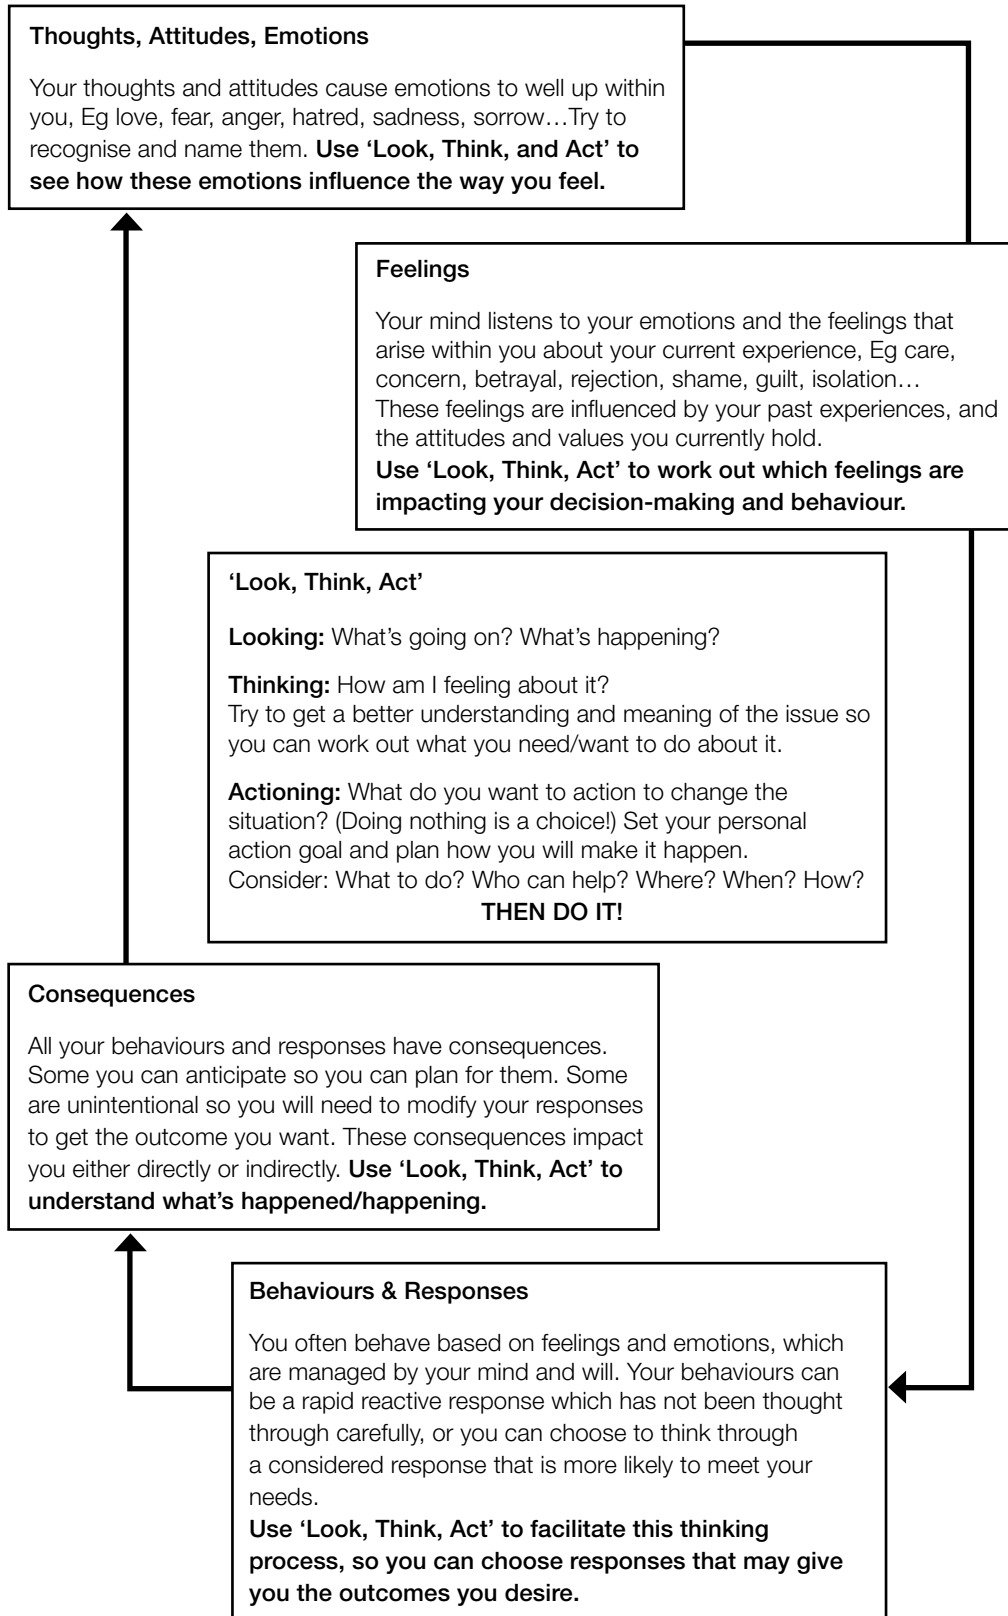 Thoughts, Attitudes, Emotions
Your thoughts and attitudes cause emotions to well up within
you, Eg love, fear, anger, hatred, sadness, sorrow…Try to
recognise and name them. Use ‘Look, Think, and Act’ to
see how these emotions influence the way you feel.
Feelings
Your mind listens to your emotions and the feelings that
arise within you about your current experience, Eg care,
concern, betrayal, rejection, shame, guilt, isolation…
These feelings are influenced by your past experiences, and
the attitudes and values you currently hold.
Use ‘Look, Think, Act’ to work out which feelings are
impacting your decision-making and behaviour.
‘Look, Think, Act’
Looking: What’s going on? What’s happening?
Thinking: How am I feeling about it?
Try to get a better understanding and meaning of the issue so
you can work out what you need/want to do about it.
Actioning: What do you want to action to change the
situation? (Doing nothing is a choice!) Set your personal
action goal and plan how you will make it happen.
Consider: What to do? Who can help? Where? When? How?
THEN DO IT!
Consequences
All your behaviours and responses have consequences.
Some you can anticipate so you can plan for them. Some
are unintentional so you will need to modify your responses
to get the outcome you want. These consequences impact
you either directly or indirectly. Use ‘Look, Think, Act’ to
understand what’s happened/happening.
Behaviours & Responses
You often behave based on feelings and emotions, which
are managed by your mind and will. Your behaviours can
be a rapid reactive response which has not been thought
through carefully, or you can choose to think through
a considered response that is more likely to meet your
needs.
Use ‘Look, Think, Act’ to facilitate this thinking
process, so you can choose responses that may give
you the outcomes you desire.